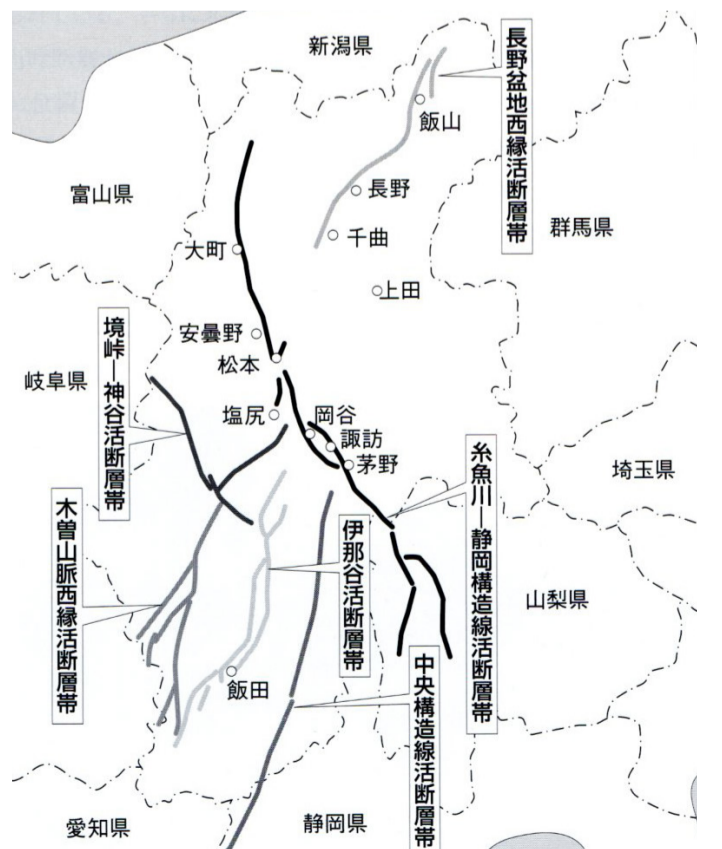 新潟県
長野盆地西縁活断層帯
飯山
富山県
長野
群馬県
千曲
大町
上田
安曇野
境峠―神谷活断層帯
松本
岐阜県
塩尻
岡谷
諏訪
茅野
糸魚川―静岡構造線活断層帯
埼玉県
木曽山脈西縁活断層帯
伊那谷活断層帯
山梨県
飯田
中央構造線活断層帯
愛知県
静岡県